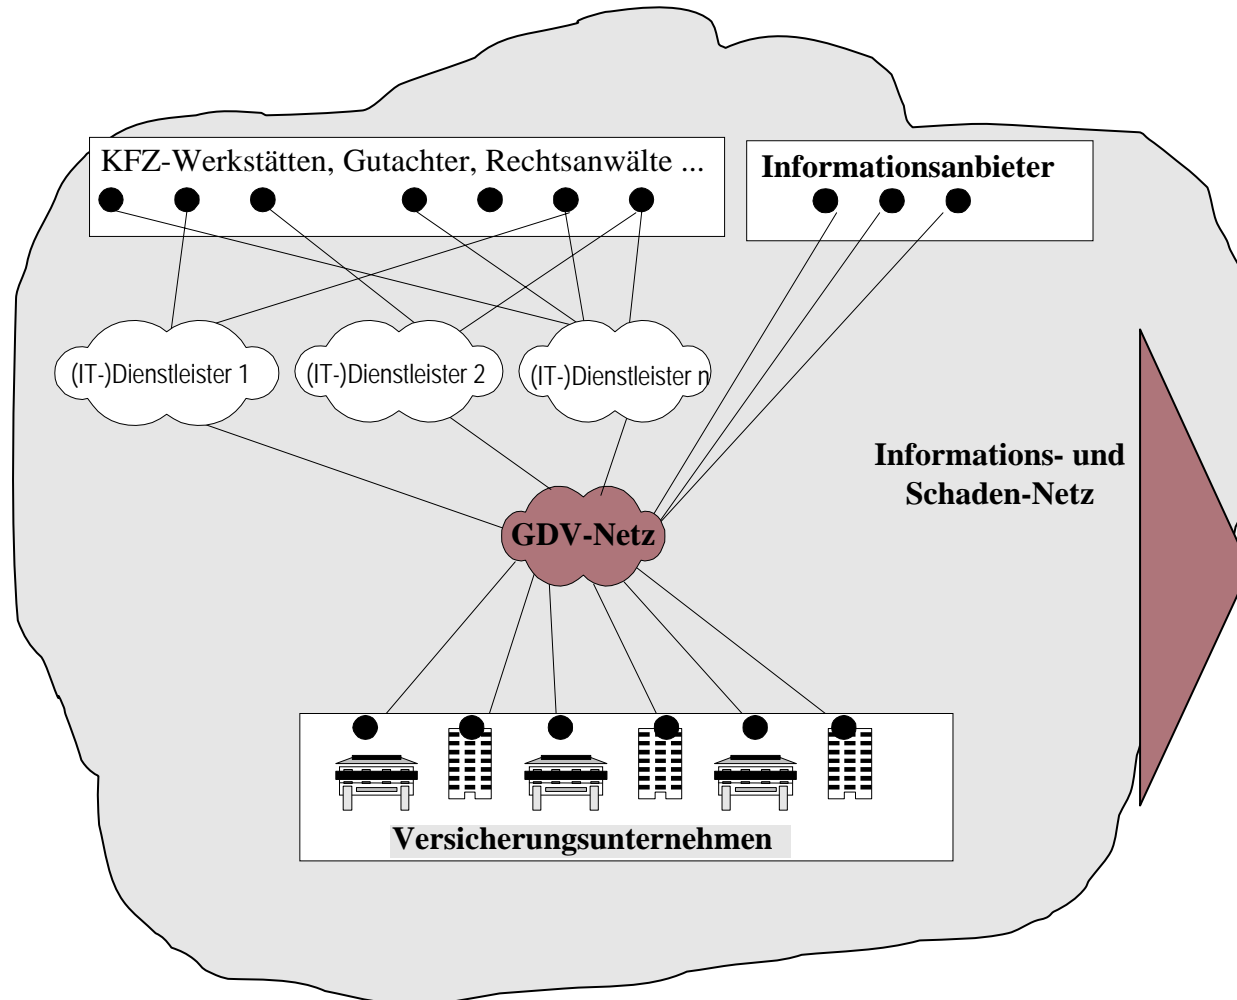 KFZ-Werkstätten, Gutachter, Rechtsanwälte ...
Informationsanbieter
(IT-)Dienstleister 1
(IT-)Dienstleister 2
(IT-)Dienstleister n
Informations- und
Schaden-Netz
GDV-Netz
Versicherungsunternehmen